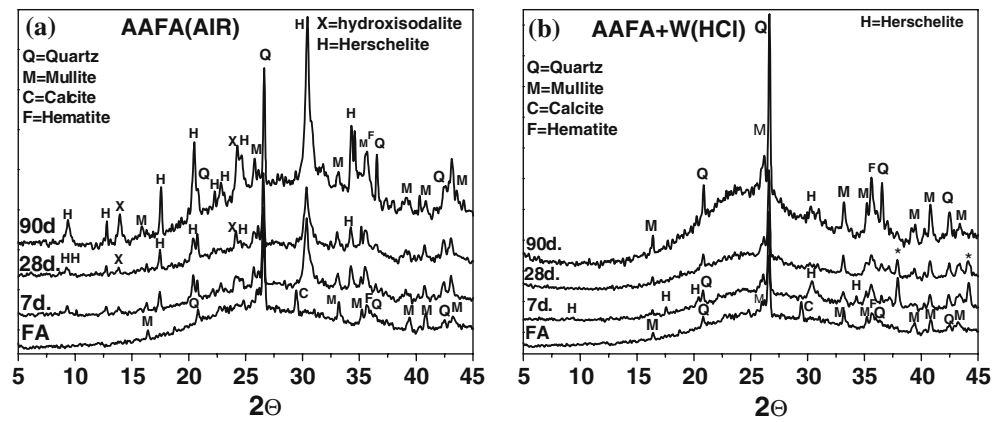 (a) AAFA(AIR)
X=hydroxisodalite
H=Herschelite
Q=Quartz
M=Mullite
C=Calcite
F=Hematite
H
Q
H
Q
H
H
X
H
M
H
M
M
F
Q
M
M
Q
M
90d
H
H
X
M
H
HH
X
H
H
X
H
H
28d.
7d.
C
FA
M
Q
M
M
F
Q
M
M
Q
M
5 10 15 20 25 30 35 40 45
2Θ
(b) AAFA+W(HCl)
H=Herschelite
Q=Quartz
M=Mullite
C=Calcite
F=Hematite
Q
M
Q
M
H
M
M
F
Q
M
M
Q
M
90d.
28d.
*
*
7d.
H
H
H
Q
H
H
FA
M
Q
M
C
M
M
F
Q
M
M
Q
M
5 10 15 20 25 30 35 40 45
2Θ